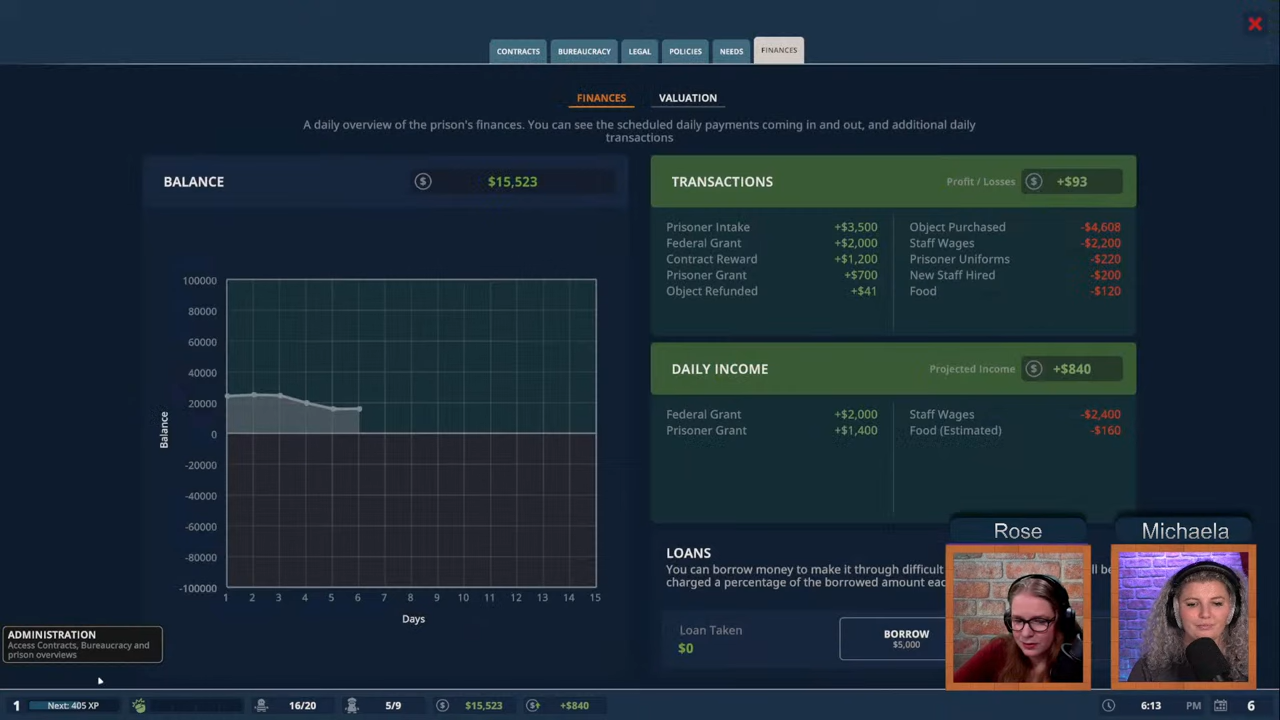 CONTRACTS
BUREAUCRACY
LEGAL
POLICIES
NEEDS
FINANCES
FINANCES
VALUATION
A daily overview of the prison's finances. You can see the scheduled daily payments coming in and out, and additional daily
transactions
BALANCE
$15,523
100000
80000
60000
40000
20000
0
-20000
-40000
-60000
-80000
-100000
Balance
1 2 3 4 5 6 7 8 9 10 11 12 13 14 15
Days
TRANSACTIONS
Profit / Losses
+$93
Prisoner Intake +$3,500
Federal Grant +$2,000
Contract Reward +$1,200
Prisoner Grant +$700
Object Refunded +$41
Object Purchased -$4,608
Staff Wages -$2,200
Prisoner Uniforms -$220
New Staff Hired -$200
Food -$120
DAILY INCOME
Projected Income
+$840
Federal Grant +$2,000
Prisoner Grant +$1,400
Staff Wages -$2,400
Food (Estimated) -$160
LOANS
You can borrow money to make it through difficult
be
charged a percentage of the borrowed amount
Loan Taken
$0
BORROW
$5,000
Rose
Michaela
ADMINISTRATION
Access Contracts, Bureaucracy and
prison overviews
1 Next: 405 XP 16/20 5/9 $15,523 +$840 6:13 PM 6